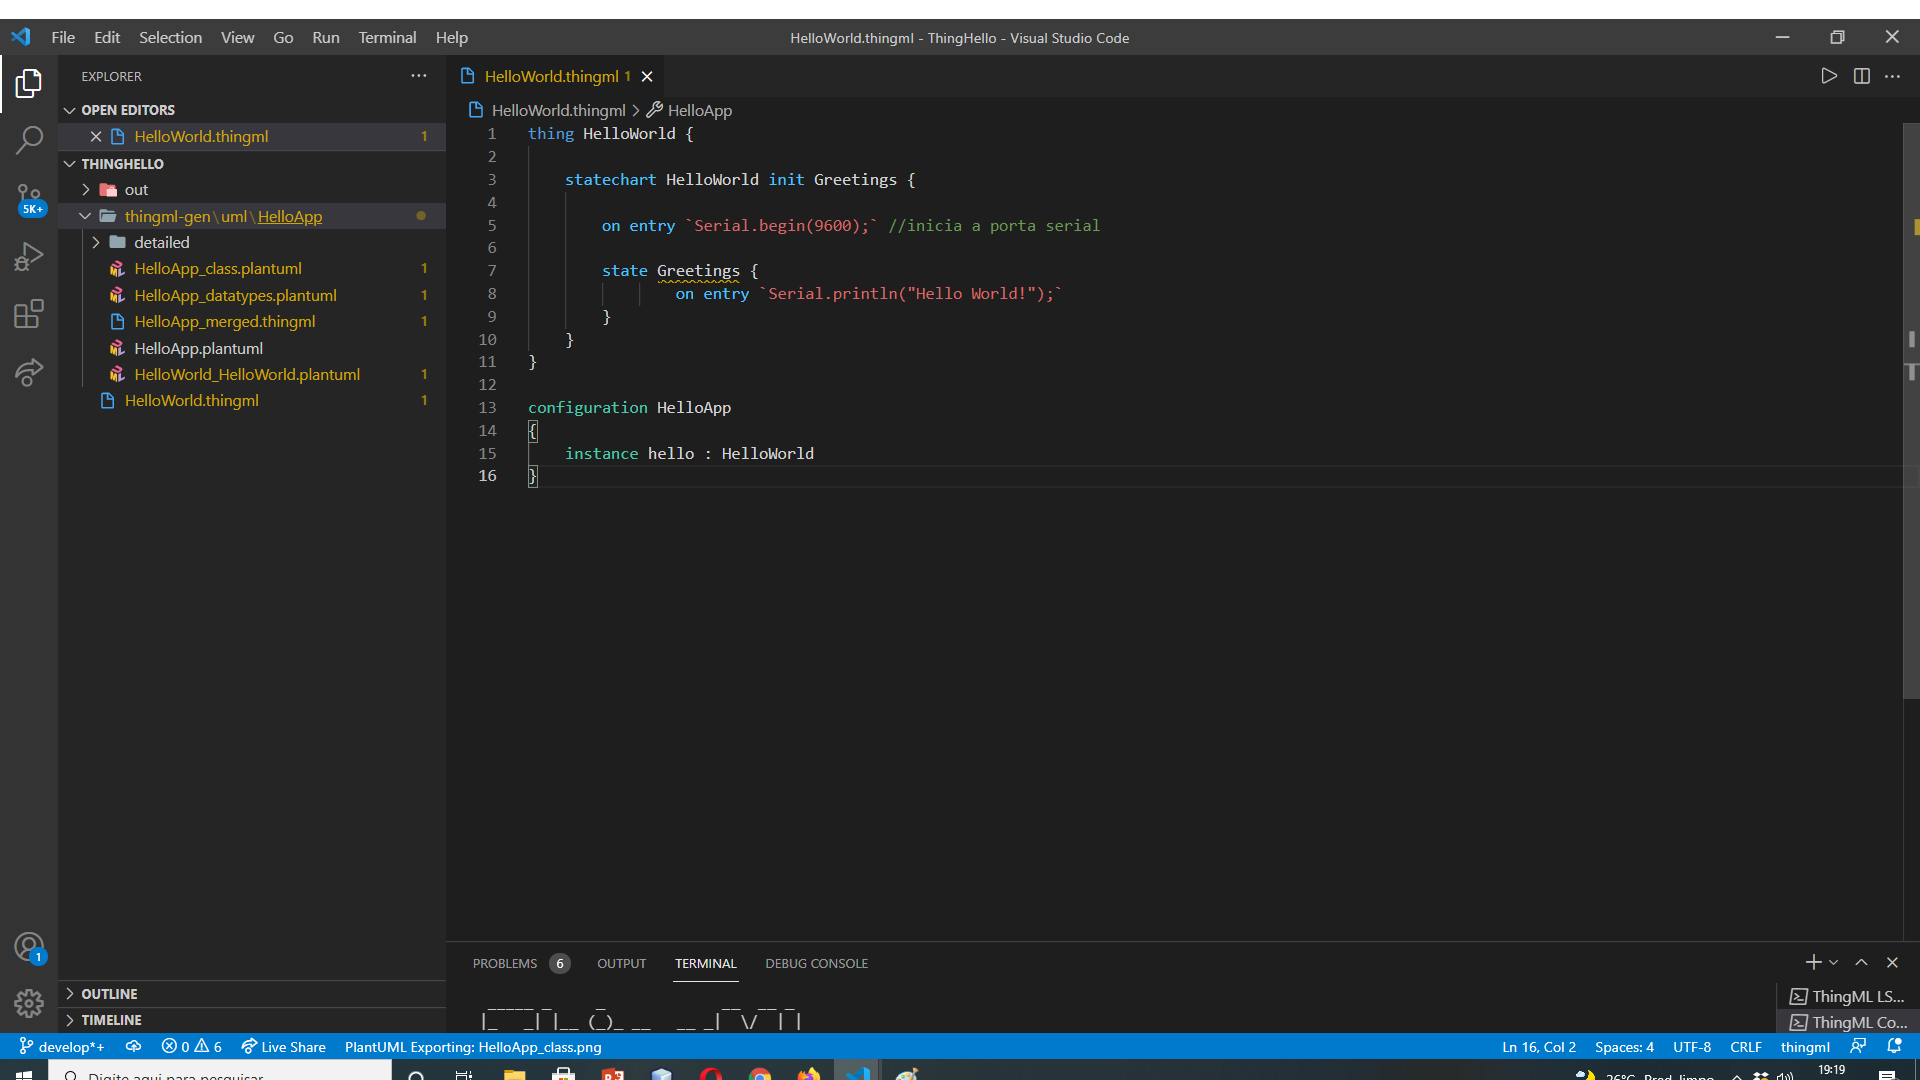 File Edit Selection View Go Run Terminal Help
HelloWorld.thingml - ThingHello - Visual Studio Code
EXPLORER
OPEN EDITORS
HelloWorld.thingml 1
THINGHELLO
out
thingml-gen\uml\HelloApp
detailed
HelloApp_class.plantuml 1
HelloApp_datatypes.plantuml 1
HelloApp_merged.thingml 1
HelloApp.plantuml
HelloWorld_HelloWorld.plantuml 1
HelloWorld.thingml 1
5K+
1
OUTLINE
TIMELINE
HelloWorld.thingml 1
HelloWorld.thingml > HelloApp
1 thing HelloWorld {
2
3 statechart HelloWorld init Greetings {
4
5 on entry `Serial.begin(9600);` //inicia a porta serial
6
7 state Greetings {
8 on entry `Serial.println("Hello World!");`
9 }
10 }
11 }
12
13 configuration HelloApp
14 {
15 instance hello : HelloWorld
16 }
PROBLEMS 6 OUTPUT TERMINAL DEBUG CONSOLE
ThingML LS...
ThingML Co...
develop*+ 0 6 Live Share PlantUML Exporting: HelloApp_class.png
Ln 16, Col 2 Spaces: 4 UTF-8 CRLF thingml
Digite aqui para pesquisar
26°C Pred. limpo
19:19